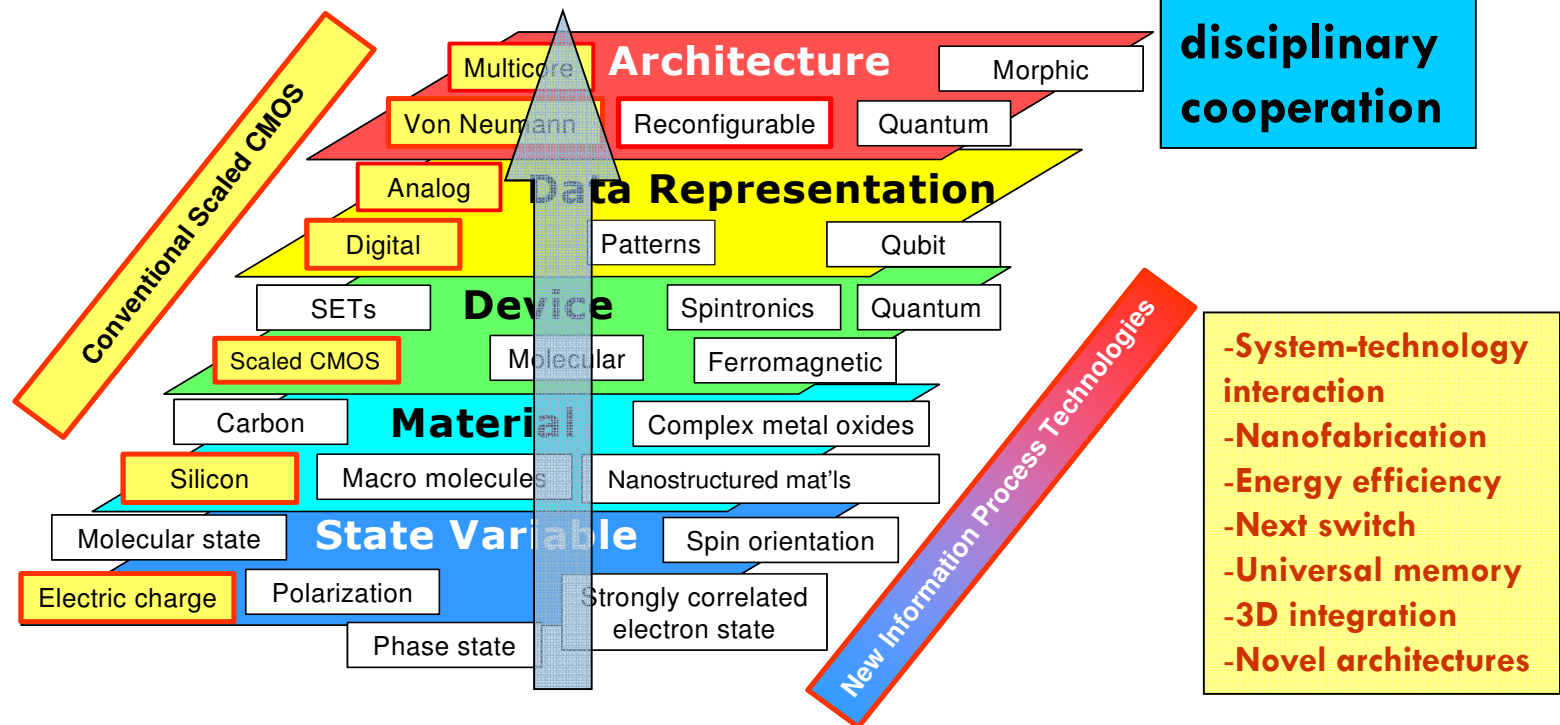 disciplinary
cooperation
Conventional Scaled CMOS
Multicore
Architecture
Morphic
Von Neumann
Reconfigurable
Quantum
Analog
Data Representation
Digital
Patterns
Qubit
SETs
Device
Spintronics
Quantum
Scaled CMOS
Molecular
Ferromagnetic
Carbon
Material
Complex metal oxides
Silicon
Macro molecules
Nanostructured mat'ls
Molecular state
State Variable
Spin orientation
Electric charge
Polarization
Strongly correlated
electron state
Phase state
New Information Process Technologies
-System-technology
interaction
-Nanofabrication
-Energy efficiency
-Next switch
-Universal memory
-3D integration
-Novel architectures